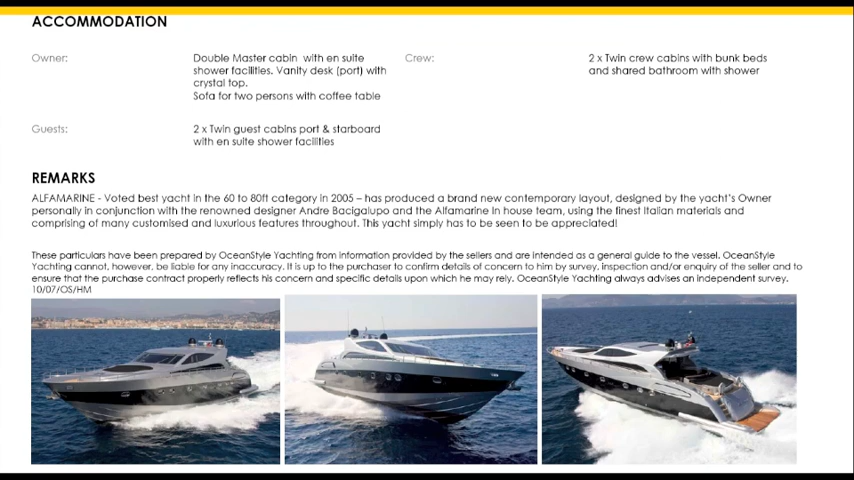 ACCOMMODATION
Owner:
Double Master cabin with en suite
shower facilities. Vanity desk (port) with
crystal top.
Sofa for two persons with coffee table
Crew:
2 x Twin crew cabins with bunk beds
and shared bathroom with shower
Guests:
2 x Twin guest cabins port & starboard
with en suite shower facilities
REMARKS
ALFAMARINE - Voted best yacht in the 60 to 80ft category in 2005 – has produced a brand new contemporary layout, designed by the yacht's Owner
personally in conjunction with the renowned designer Andre Bacigalupo and the Alfamarine In house team, using the finest Italian materials and
comprising of many customised and luxurious features throughout. This yacht simply has to be seen to be appreciated!
These particulars have been prepared by OceanStyle Yachting from information provided by the sellers and are intended as a general guide to the vessel. OceanStyle
Yachting cannot, however, be liable for any inaccuracy. It is up to the purchaser to confirm details of concern to him by survey, inspection and/or enquiry of the seller and to
ensure that the purchase contract properly reflects his concern and specific details upon which he may rely. OceanStyle Yachting always advises an independent survey.
10/07/OS/HM